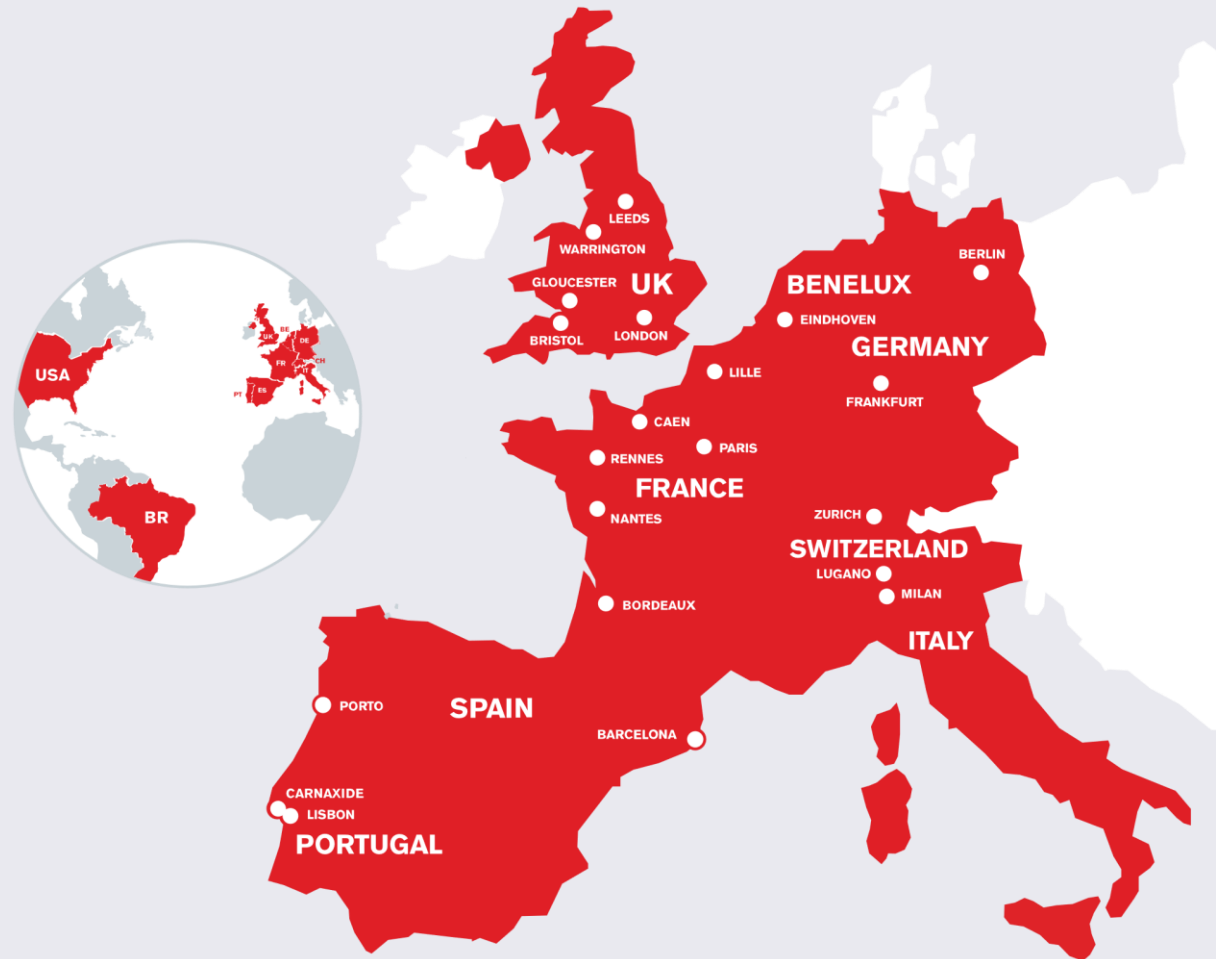 LEEDS
WARRINGTON
GLOUCESTER
UK
BRISTOL
LONDON
BERLIN
BENELUX
EINDHOVEN
GERMANY
LILLE
FRANKFURT
CAEN
PARIS
RENNES
FRANCE
NANTES
ZURICH
SWITZERLAND
LUGANO
MILAN
BORDEAUX
ITALY
SPAIN
PORTO
BARCELONA
CARNAXIDE
LISBON
PORTUGAL
USA
BR
UK
BE
DE
FR
CH
IT
PT
ES